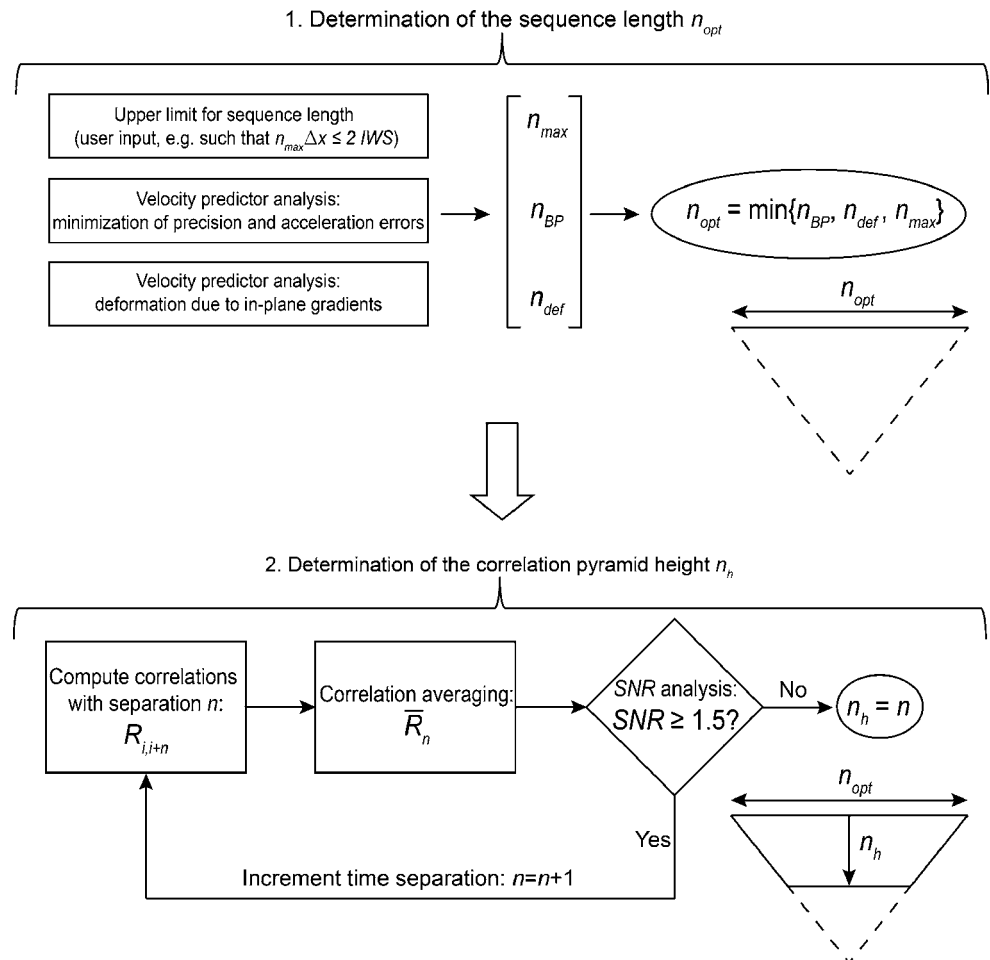 1. Determination of the sequence length n_opt
Upper limit for sequence length
(user input, e.g. such that n_max Δx ≤ 2 IWS)
Velocity predictor analysis:
minimization of precision and acceleration errors
Velocity predictor analysis:
deformation due to in-plane gradients
n_max
n_BP
n_def
n_opt = min{n_BP, n_def, n_max}
n_opt
2. Determination of the correlation pyramid height n_h
Compute correlations
with separation n:
R_i,i+n
Correlation averaging:
R̅_n
SNR analysis:
SNR ≥ 1.5?
No
n_h = n
Yes
Increment time separation: n=n+1
n_opt
n_h